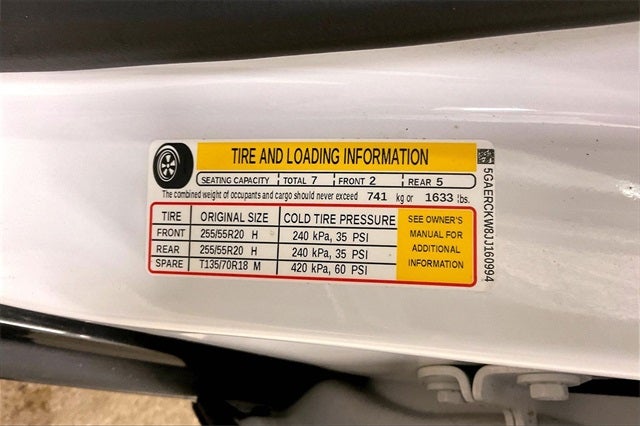 TIRE AND LOADING INFORMATION
SEATING CAPACITY TOTAL 7 FRONT 2 REAR 5
The combined weight of occupants and cargo should never exceed 741 kg or 1633 lbs.
TIRE ORIGINAL SIZE COLD TIRE PRESSURE
FRONT 255/55R20 H 240 kPa, 35 PSI
REAR 255/55R20 H 240 kPa, 35 PSI
SPARE T135/70R18 M 420 kPa, 60 PSI
SEE OWNER'S
MANUAL FOR
ADDITIONAL
INFORMATION
5GAERCKW8JJ160994